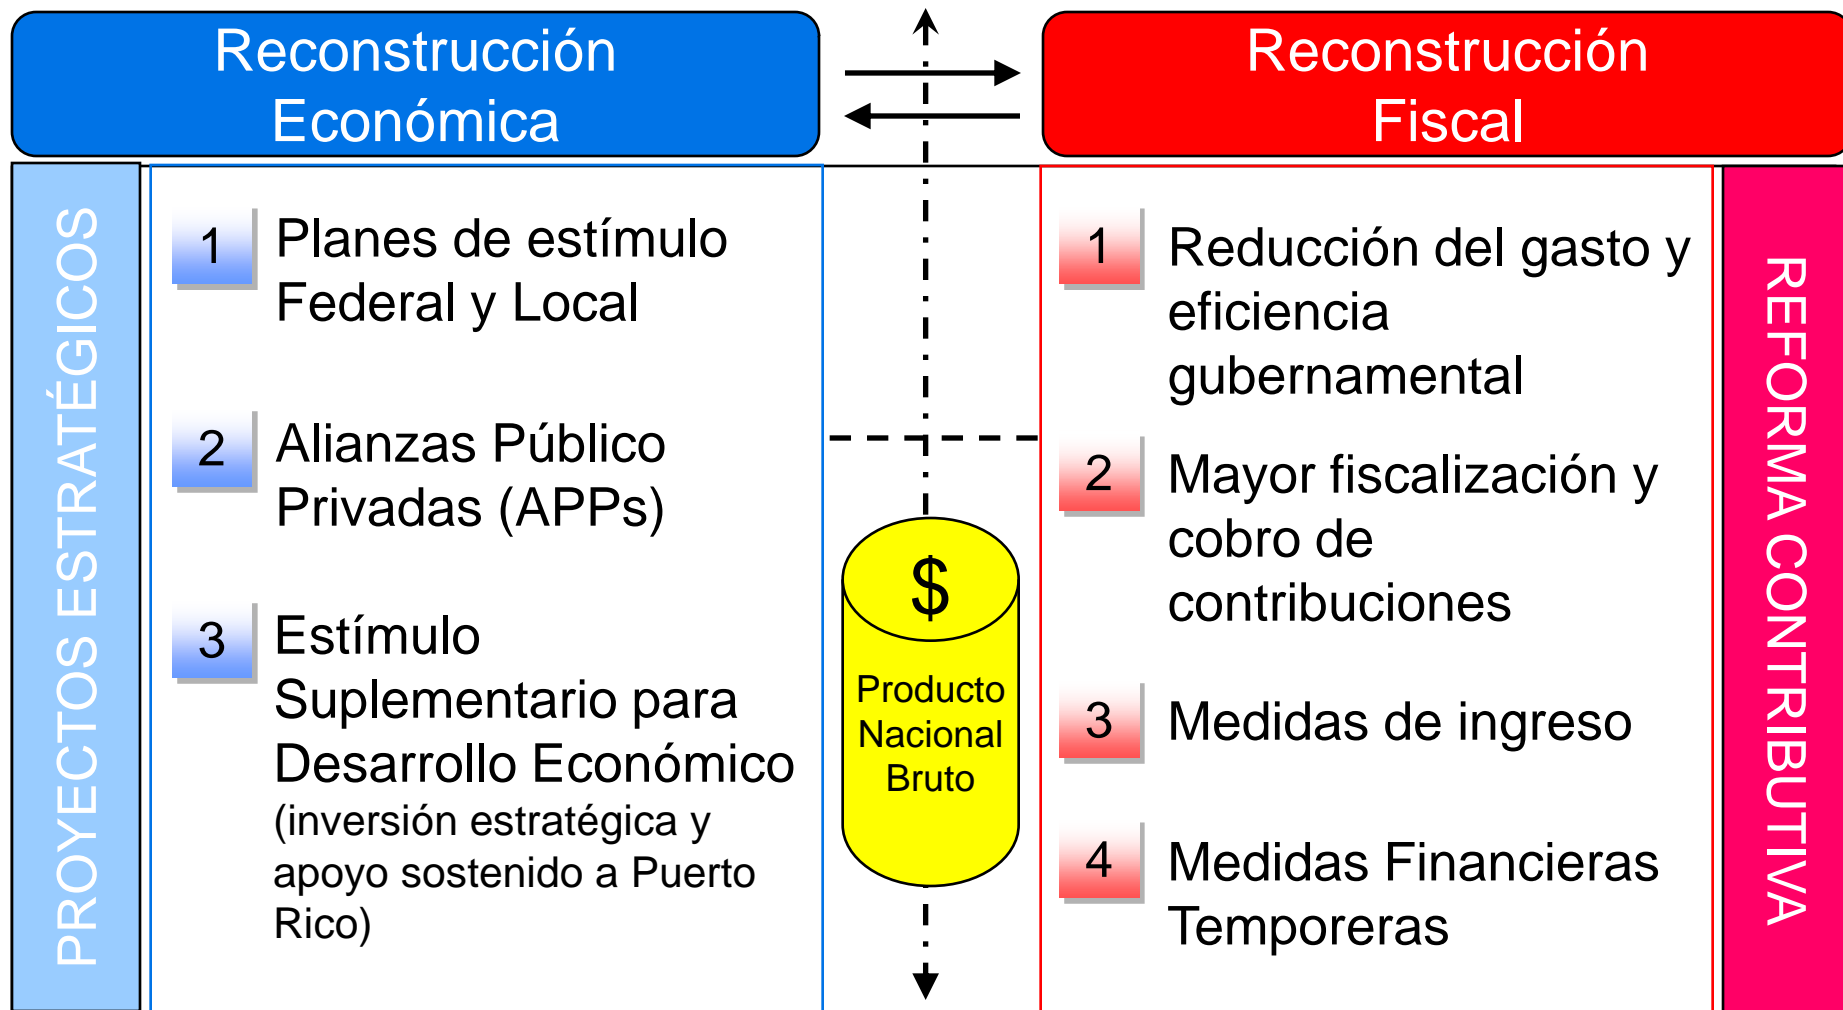 Reconstrucción
Económica
Reconstrucción
Fiscal
PROYECTOS ESTRATÉGICOS
1
Planes de estímulo
Federal y Local
2
Alianzas Público
Privadas (APPs)
3
Estímulo
Suplementario para
Desarrollo Económico
(inversión estratégica y
apoyo sostenido a Puerto
Rico)
$
Producto
Nacional
Bruto
1
Reducción del gasto y
eficiencia
gubernamental
2
Mayor fiscalización y
cobro de
contribuciones
3
Medidas de ingreso
4
Medidas Financieras
Temporeras
REFORMA CONTRIBUTIVA